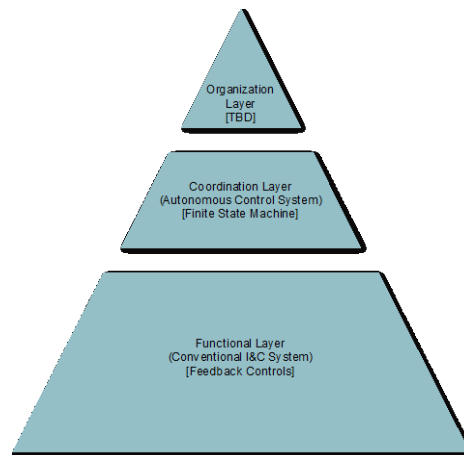 Organization
Layer
[TBD]
Coordination Layer
(Autonomous Control System)
[Finite State Machine]
Functional Layer
(Conventional I&C System)
[Feedback Controls]